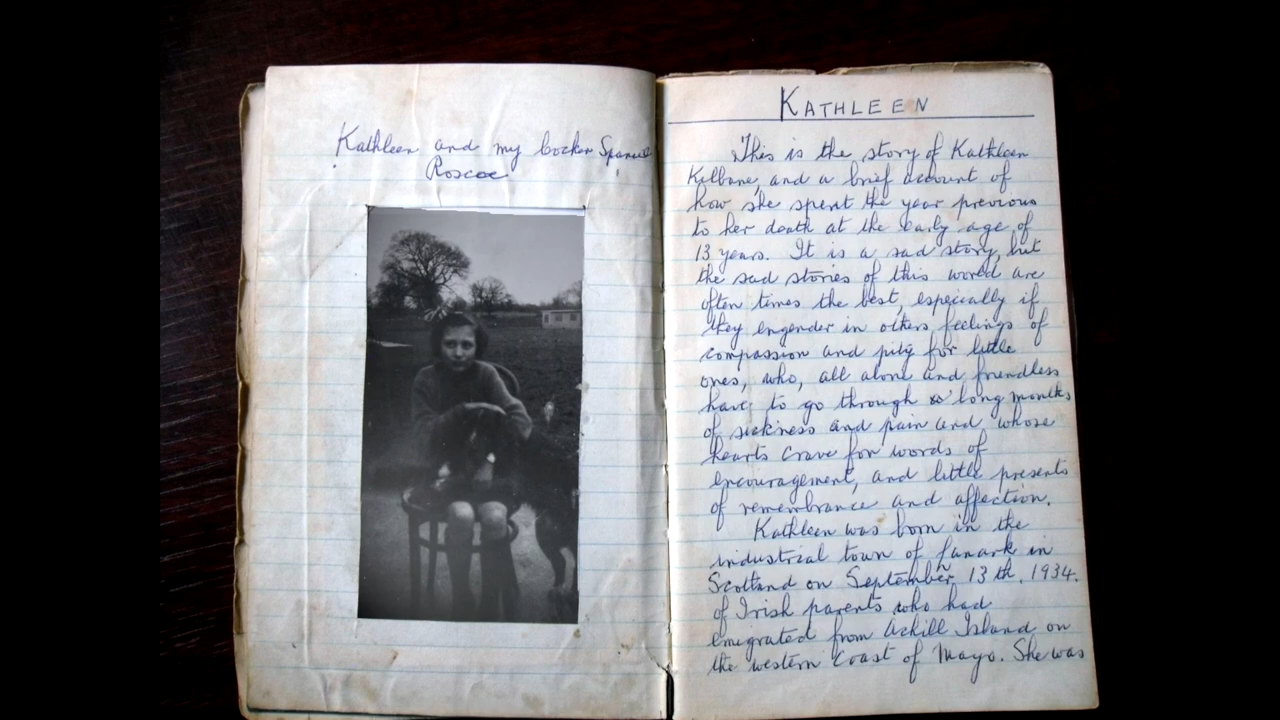 Kathleen and my Cocker Spaniel
Roscoe
KATHLEEN
This is the story of Kathleen
Kilbane, and a brief account of
how she spent the year previous
to her death at the early age of
13 years. It is a sad story, but
the sad stories of this world are
often times the best, especially if
they engender in others feelings of
compassion and pity for little
ones, who, all alone and friendless
have to go through long months
of sickness and pain and whose
hearts crave for words of
encouragement, and little presents
of remembrance and affection.
Kathleen was born in the
industrial town of Lanark in
Scotland on September 13th, 1934.
of Irish parents who had
emigrated from Achill Island on
the western coast of Mayo. She was